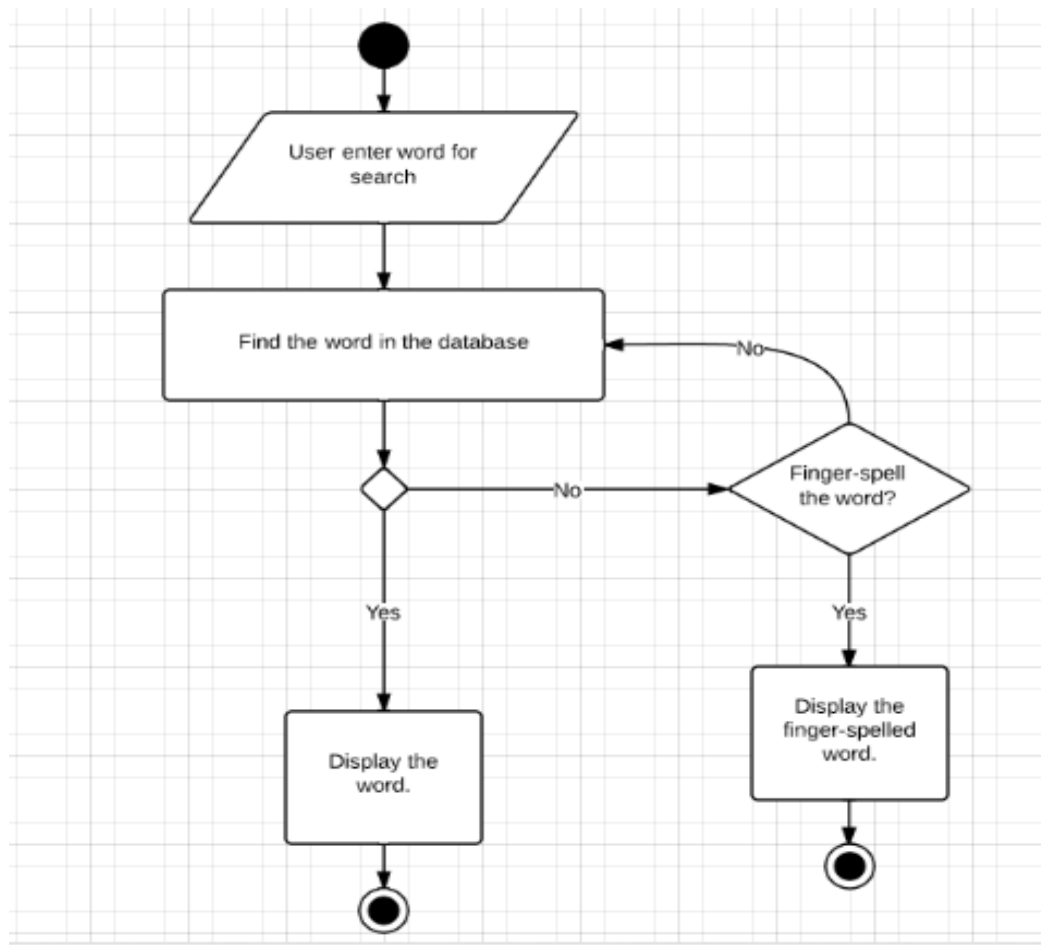 User enter word for
search
Find the word in the database
No
Finger-spell
the word?
No
Yes
Yes
Display the
finger-spelled
word.
Display the
word.